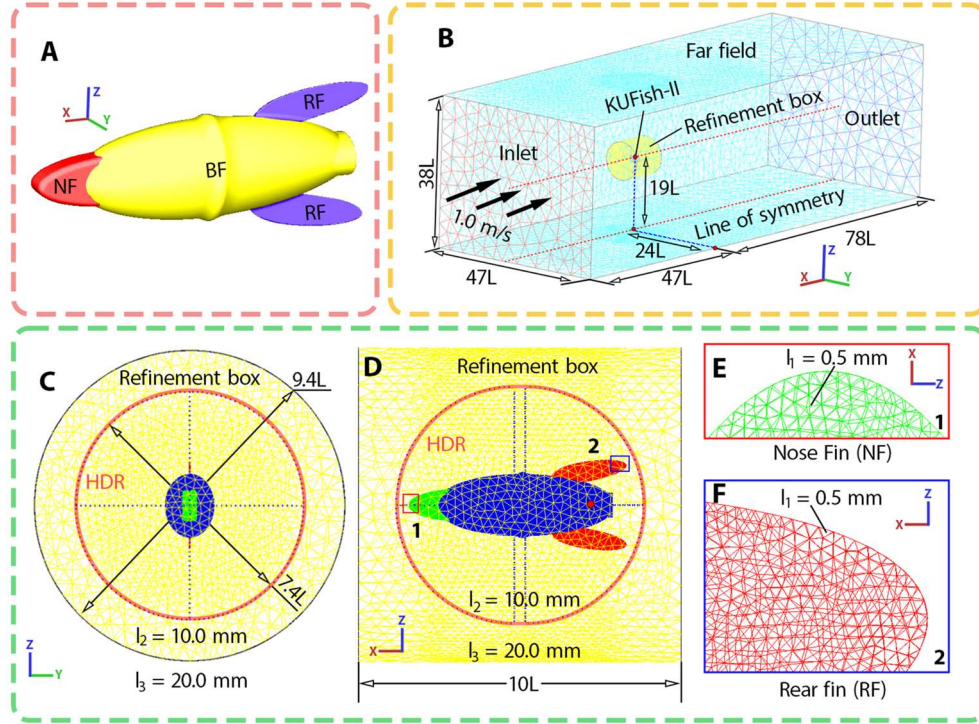 A
Z
X
Y
RF
BF
NF
RF
B
Far field
KUFish-II
Refinement box
Inlet
Outlet
38L
1.0 m/s
19L
Line of symmetry
24L
78L
47L
47L
Z
X
Y
C
Refinement box
9.4L
HDR
7.4L
l₂ = 10.0 mm
l₃ = 20.0 mm
Z
Y
D
Refinement box
HDR
2
1
l₂ = 10.0 mm
Z
X
l₃ = 20.0 mm
10L
E
l₁ = 0.5 mm
X
Z
1
Nose Fin (NF)
F
l₁ = 0.5 mm
Z
X
2
Rear fin (RF)